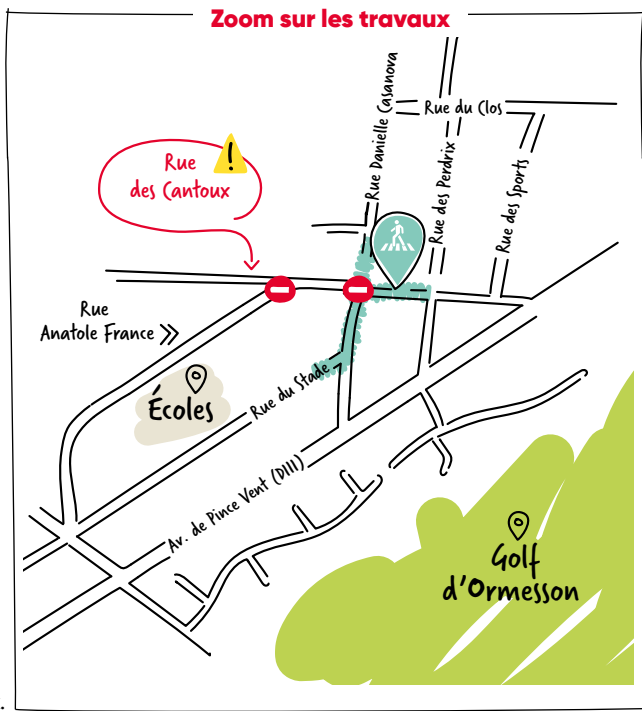 Zoom sur les travaux
Rue Danielle Casanova
Rue du Clos
Rue
des Cantoux
!
Rue des Perdrix
Rue des Sports
Rue
Anatole France
Écoles
Rue du Stade
Av. de Pince Vent (D111)
Golf
d'Ormesson
.